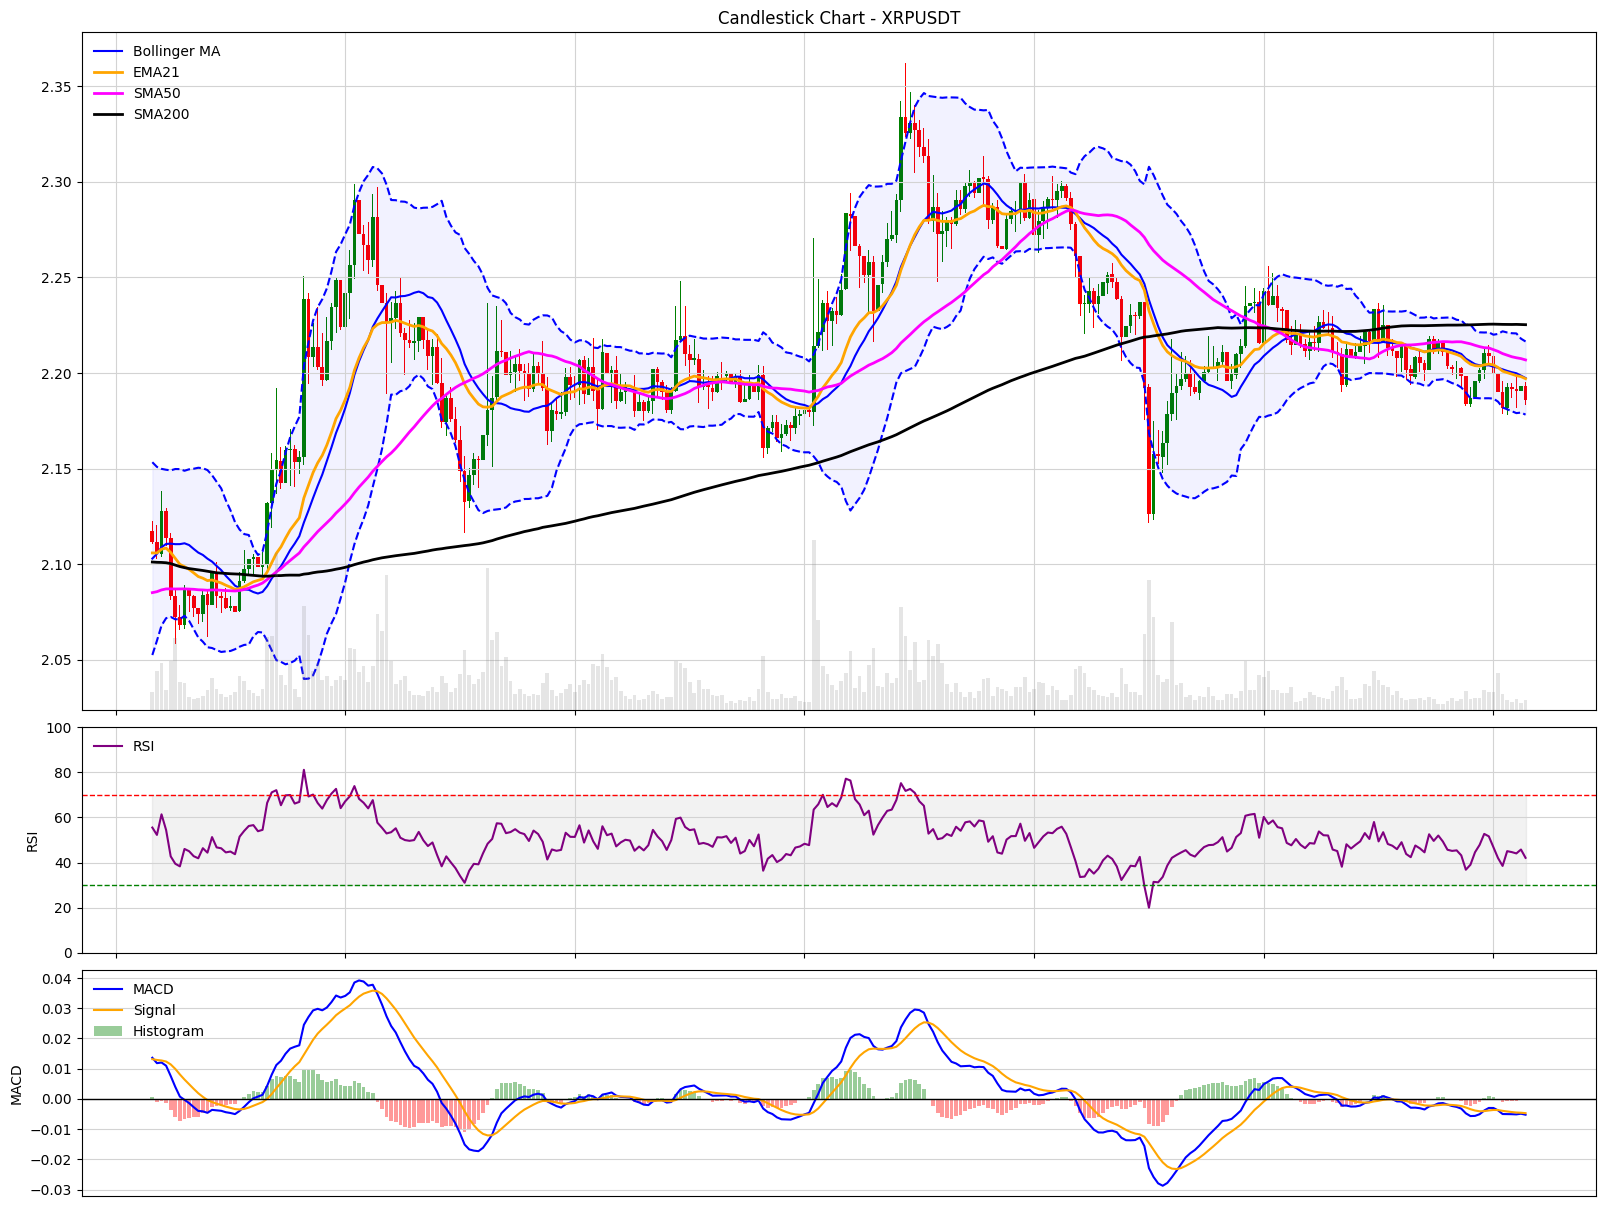 Candlestick Chart - XRPUSDT
Bollinger MA
EMA21
SMA50
SMA200
2.35
2.30
2.25
2.20
2.15
2.10
2.05
RSI
RSI
100
80
60
40
20
0
MACD
MACD
Signal
Histogram
0.04
0.03
0.02
0.01
0.00
−0.01
−0.02
−0.03